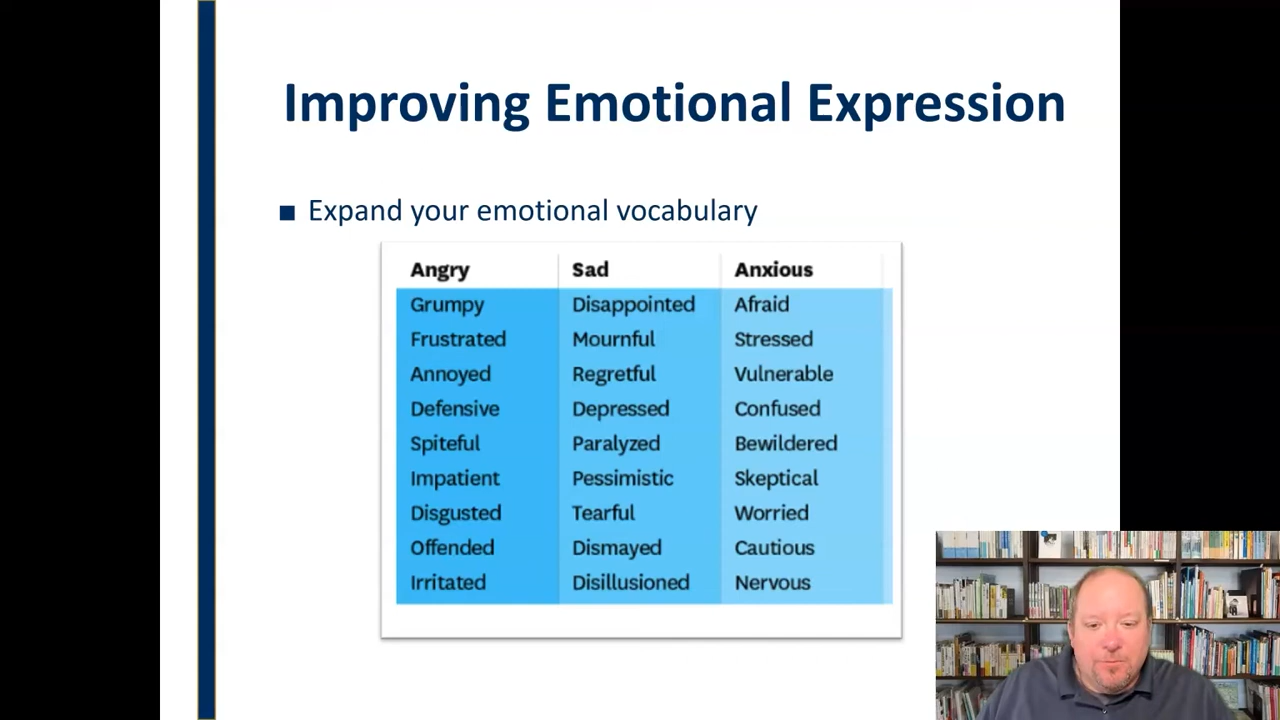 Improving Emotional Expression
■ Expand your emotional vocabulary
Angry Sad Anxious
Grumpy Disappointed Afraid
Frustrated Mournful Stressed
Annoyed Regretful Vulnerable
Defensive Depressed Confused
Spiteful Paralyzed Bewildered
Impatient Pessimistic Skeptical
Disgusted Tearful Worried
Offended Dismayed Cautious
Irritated Disillusioned Nervous